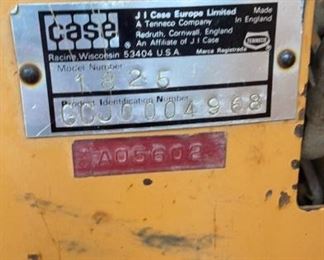 case
J I Case Europe Limited
A Tenneco Company
Redruth, Cornwall, England
An Affiliate of J I Case
Made
In England
TENNECO
Marca Registrada
Racine, Wisconsin 53404 U.S.A.
Model Number
1825
Product Identification Number
A05602